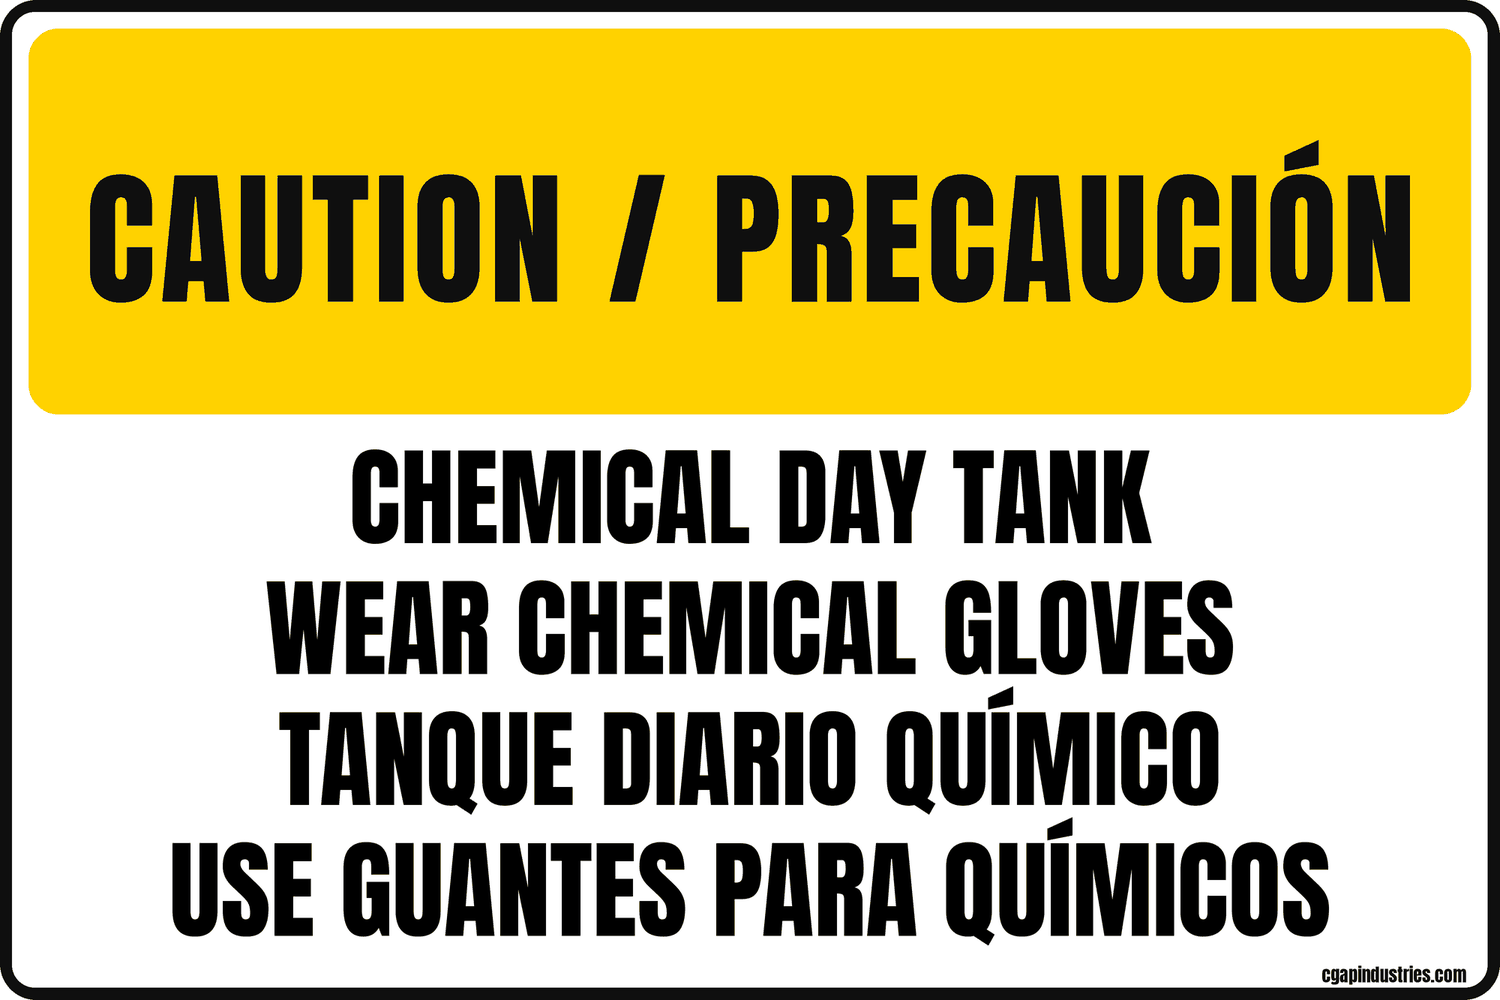 CAUTION / PRECAUCIÓN
CHEMICAL DAY TANK
WEAR CHEMICAL GLOVES
TANQUE DIARIO QUÍMICO
USE GUANTES PARA QUÍMICOS
cgapindustries.com